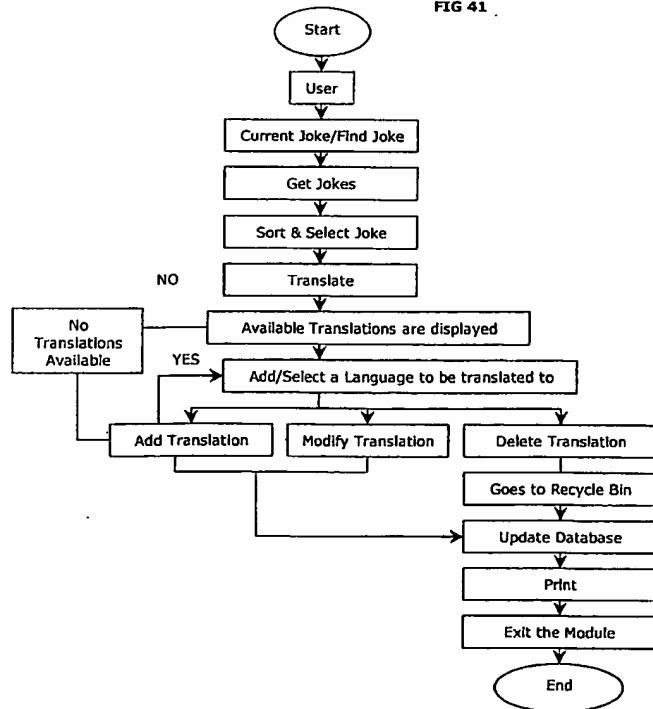 FIG 41
Start
User
Current Joke/Find Joke
Get Jokes
Sort & Select Joke
NO
Translate
No
Translations
Available
Available Translations are displayed
YES
Add/Select a Language to be translated to
Add Translation
Modify Translation
Delete Translation
Goes to Recycle Bin
Update Database
Print
Exit the Module
End